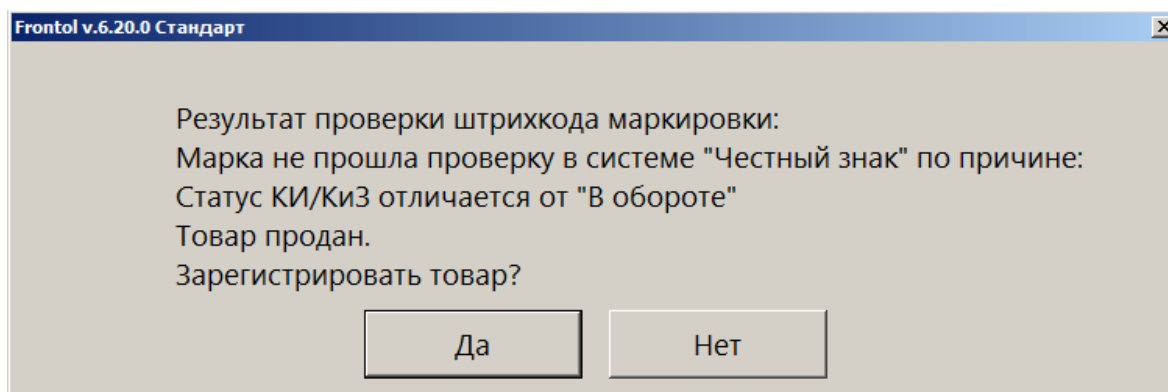 Frontol v.6.20.0 Стандарт
Результат проверки штрихкода маркировки:
Марка не прошла проверку в системе "Честный знак" по причине:
Статус КИ/КиЗ отличается от "В обороте"
Товар продан.
Зарегистрировать товар?
Да Нет